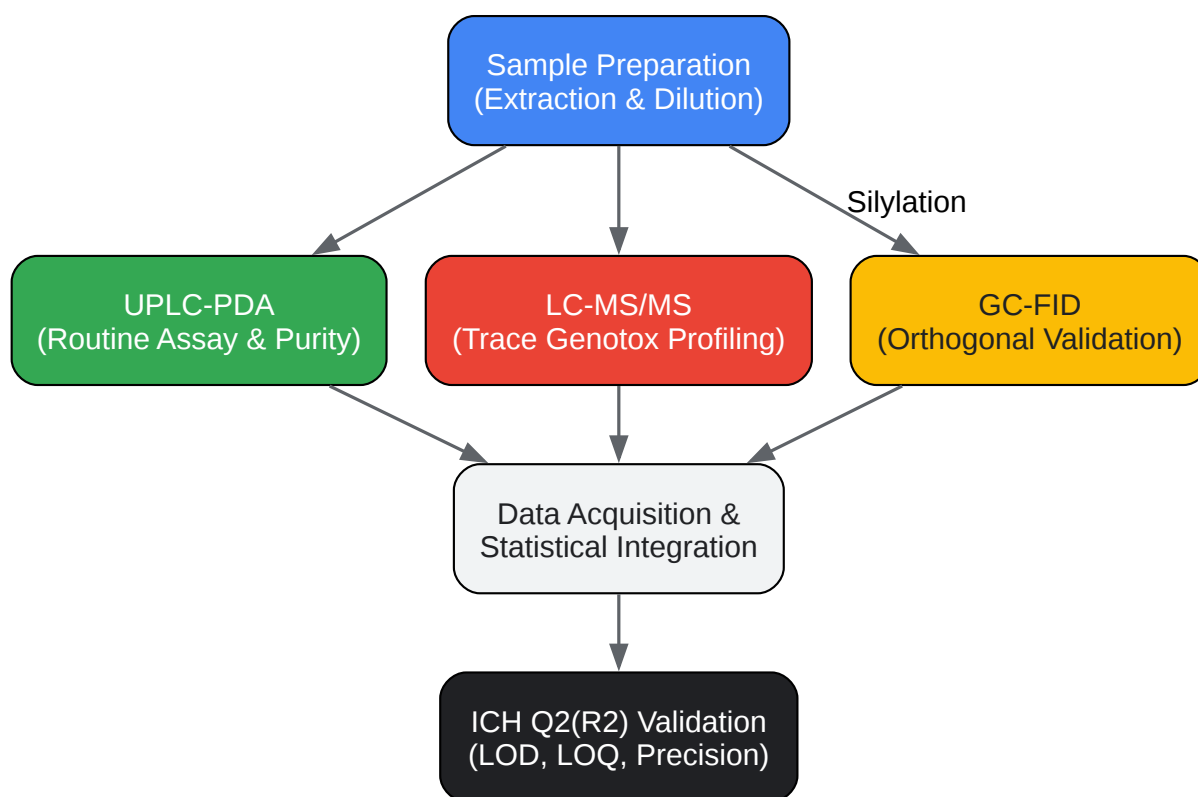 Sample Preparation
(Extraction & Dilution)
Silylation
UPLC-PDA
(Routine Assay & Purity)
LC-MS/MS
(Trace Genotox Profiling)
GC-FID
(Orthogonal Validation)
Data Acquisition &
Statistical Integration
ICH Q2(R2) Validation
(LOD, LOQ, Precision)